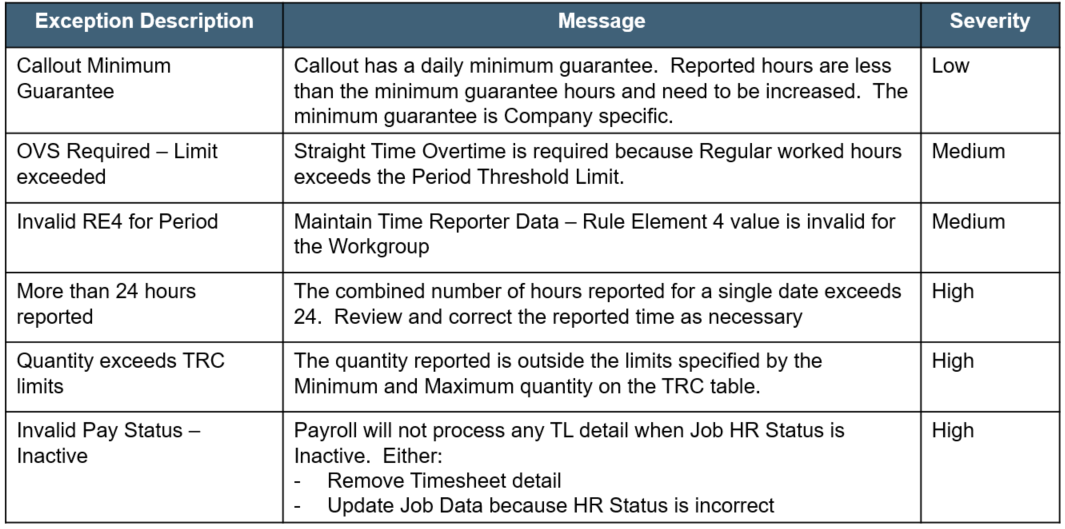 Exception Description Message Severity
Callout Minimum
Guarantee
Callout has a daily minimum guarantee.  Reported hours are less
than the minimum guarantee hours and need to be increased.  The
minimum guarantee is Company specific.
Low
OVS Required – Limit
exceeded
Straight Time Overtime is required because Regular worked hours
exceeds the Period Threshold Limit.
Medium
Invalid RE4 for Period
Maintain Time Reporter Data – Rule Element 4 value is invalid for
the Workgroup
Medium
More than 24 hours
reported
The combined number of hours reported for a single date exceeds
24.  Review and correct the reported time as necessary
High
Quantity exceeds TRC
limits
The quantity reported is outside the limits specified by the
Minimum and Maximum quantity on the TRC table.
High
Invalid Pay Status –
Inactive
Payroll will not process any TL detail when Job HR Status is
Inactive.  Either:
- Remove Timesheet detail
- Update Job Data because HR Status is incorrect
High